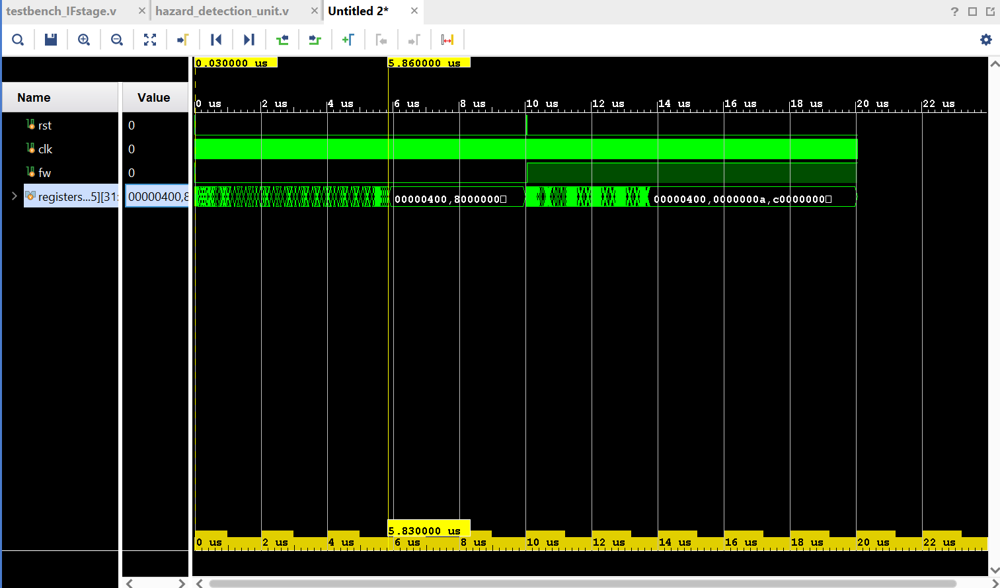 testbench_IFstage.v × hazard_detection_unit.v × Untitled 2* × ?
0.030000 us 5.860000 us
Name Value
0 us 2 us 4 us 6 us 8 us 10 us 12 us 14 us 16 us 18 us 20 us 22 us
rst 0
clk 0
fw 0
registers...5][31: 00000400,8 00000400,8000000 00000400,0000000a,c0000000
5.830000 us
0 us 2 us 4 us 6 us 8 us 10 us 12 us 14 us 16 us 18 us 20 us 22 us